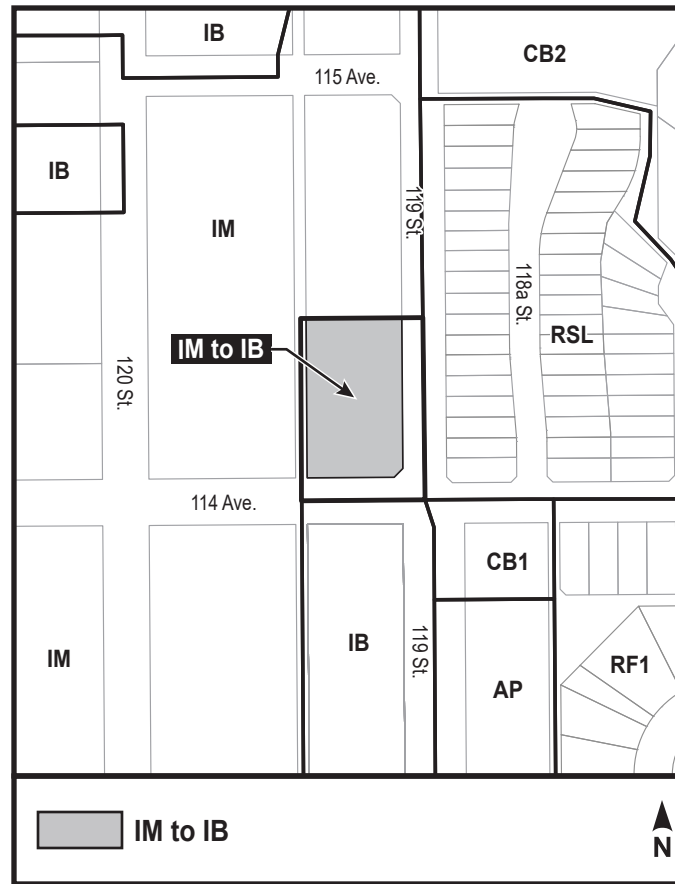 IB
CB2
115 Ave.
IB
IM
119 St.
118a St.
RSL
IM to IB
120 St.
114 Ave.
CB1
IM
IB
119 St.
AP
RF1
IM to IB
N